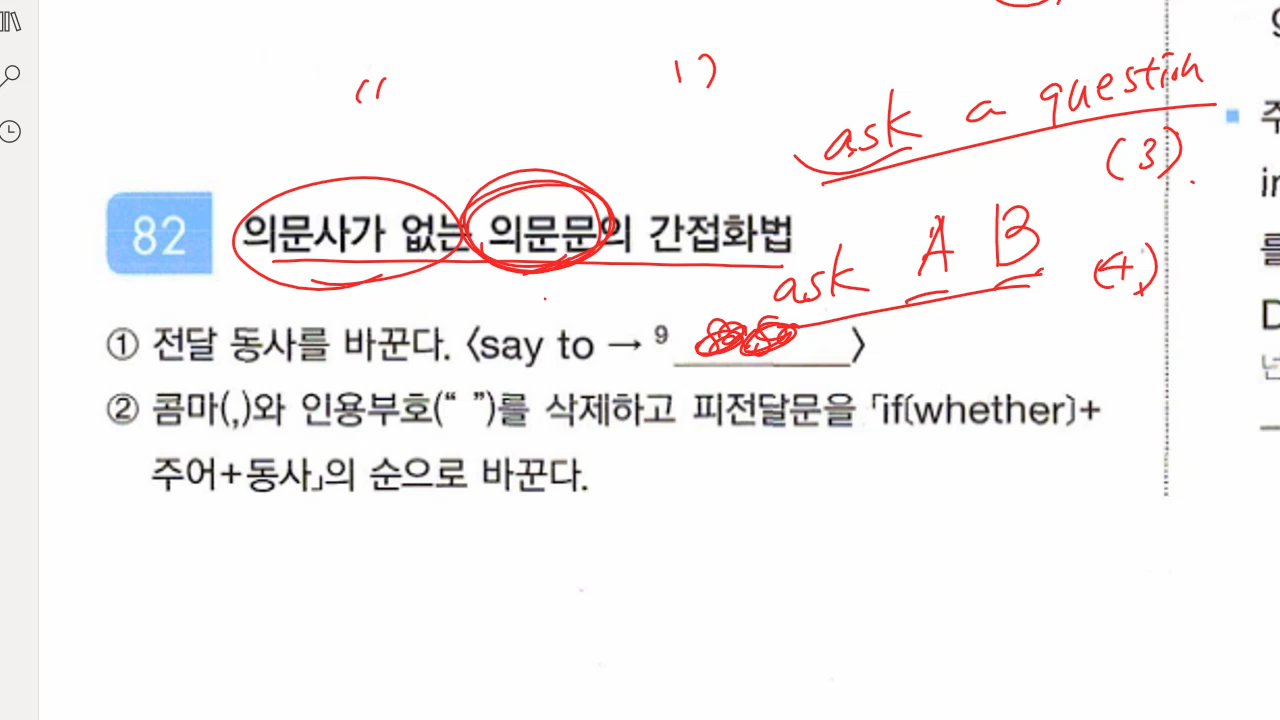 “ ”
ask a question
(3).
82 의문사가 없는 의문문의 간접화법
ask A B (4)
① 전달 동사를 바꾼다.〈say to → 9 ________〉
② 콤마(,)와 인용부호(“ ”)를 삭제하고 피전달문을 「if(whether)+
주어+동사」의 순으로 바꾼다.